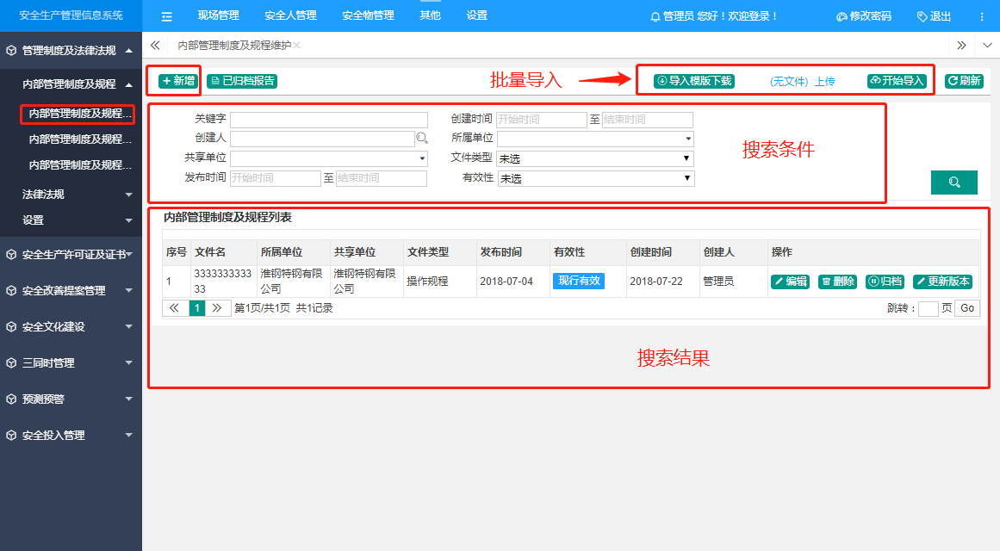 安全生产管理信息系统
现场管理 安全人管理 安全物管理 其他 设置
管理员 您好！欢迎登录！
修改密码
退出
管理制度及法律法规
内部管理制度及规程
内部管理制度及规程...
内部管理制度及规程...
内部管理制度及规程...
法律法规
设置
安全生产许可证及证书
安全改善提案管理
安全文化建设
三同时管理
预测预警
安全投入管理
内部管理制度及规程维护
新增 已归档报告
批量导入
导入模版下载 (无文件) 上传 开始导入 刷新
关键字 创建时间 开始时间 至 结束时间
创建人 所属单位
共享单位 文件类型 未选
发布时间 开始时间 至 结束时间 有效性 未选
搜索条件
内部管理制度及规程列表
序号 文件名 所属单位 共享单位 文件类型 发布时间 有效性 创建时间 创建人 操作
1 333333333333 淮钢特钢有限公司 淮钢特钢有限公司 操作规程 2018-07-04 现行有效 2018-07-22 管理员 编辑 删除 归档 更新版本
1 第1页/共1页 共1记录 跳转： 页 Go
搜索结果